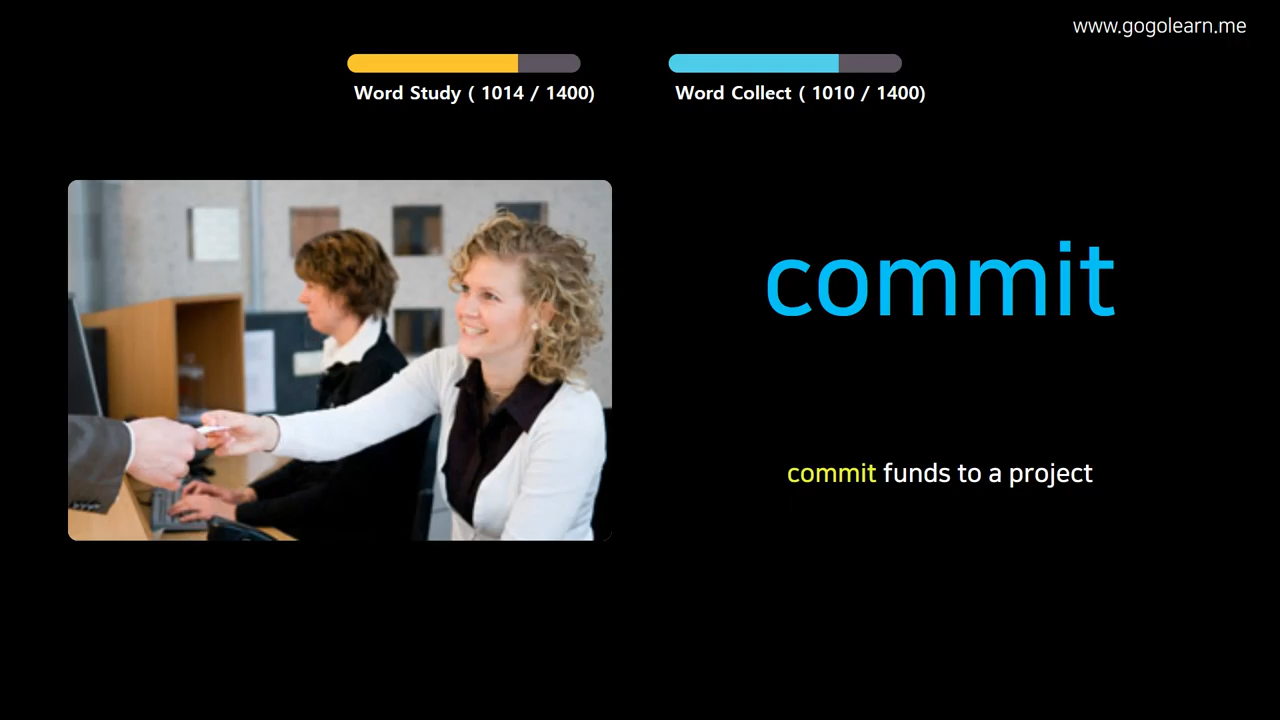 www.gogolearn.me
Word Study ( 1014 / 1400)
Word Collect ( 1010 / 1400)
commit
commit funds to a project